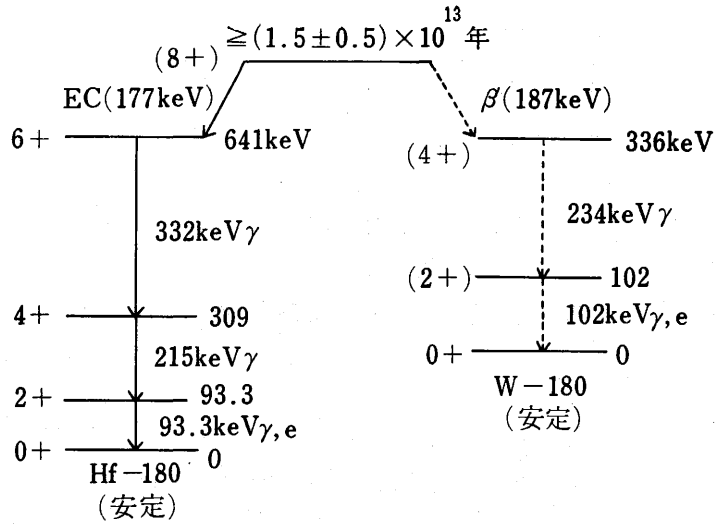 ≧(1.5±0.5)×10¹³年
(8+)
EC(177keV)
β⁻(187keV)
6+ 641keV
(4+) 336keV
332keVγ
234keVγ
(2+) 102
4+ 309
102keVγ,e
215keVγ
0+ 0
2+ 93.3
W-180
93.3keVγ,e
(安定)
0+ 0
Hf-180
(安定)